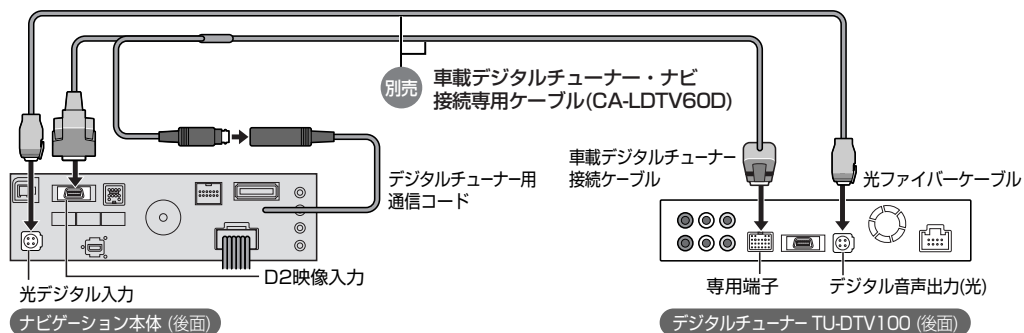 別売
車載デジタルチューナー・ナビ
接続専用ケーブル(CA-LDTV60D)
デジタルチューナー用
通信コード
車載デジタルチューナー
接続ケーブル
光ファイバーケーブル
D2映像入力
光デジタル入力
ナビゲーション本体 (後面)
専用端子
デジタル音声出力(光)
デジタルチューナー TU-DTV100 (後面)